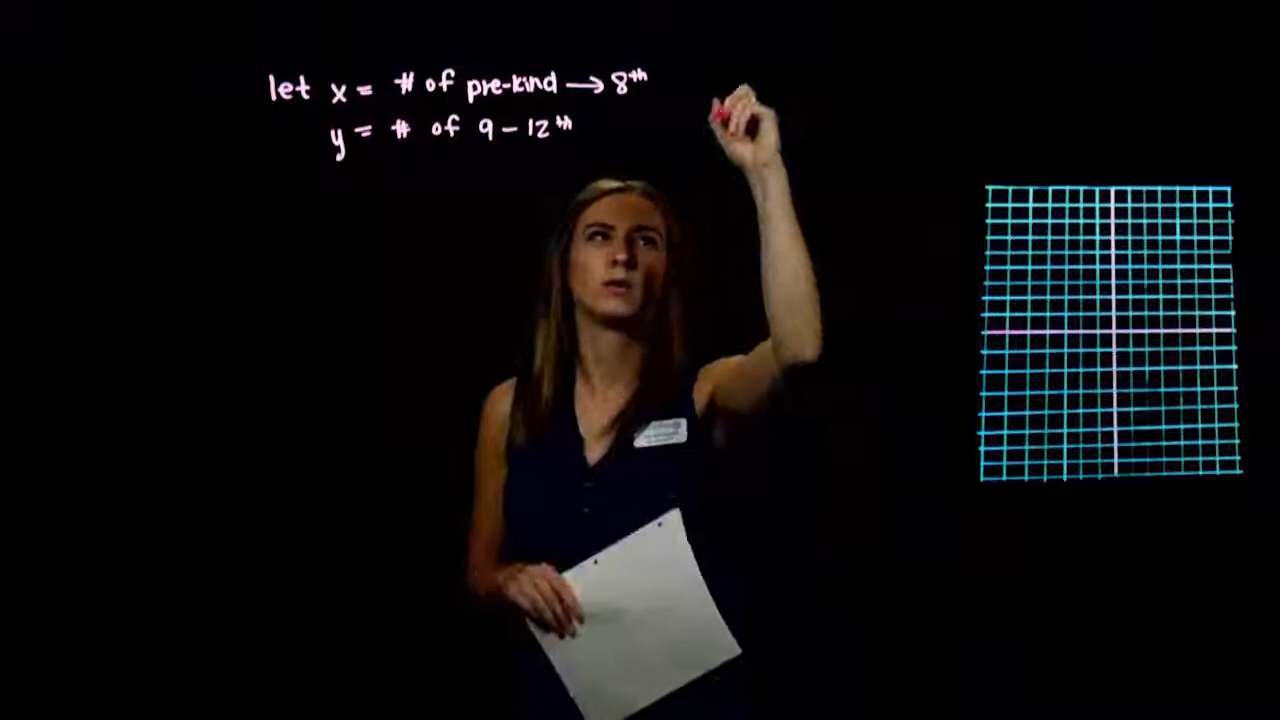 let x = # of pre-kind → 8th
y = # of 9 - 12th